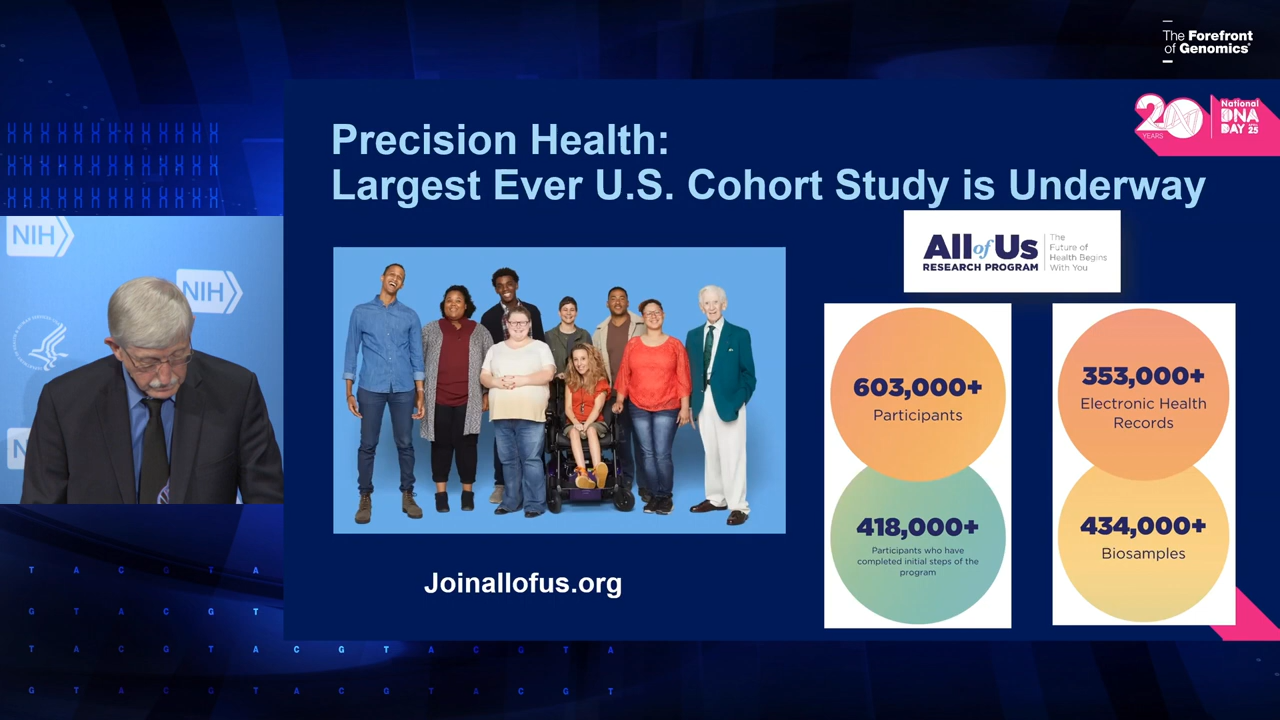 The Forefront
of Genomics®
20
YEARS
National
DNA
DAY APRIL
25
Precision Health:
Largest Ever U.S. Cohort Study is Underway
All of Us
RESEARCH PROGRAM
The
Future of
Health Begins
With You
603,000+
Participants
418,000+
Participants who have
completed initial steps of the
program
353,000+
Electronic Health
Records
434,000+
Biosamples
Joinallofus.org
NIH
NIH
N
T A C G T A
G T A C G T
T A C G T A C G T A C G T A
G T A C G T A C G T A C G T